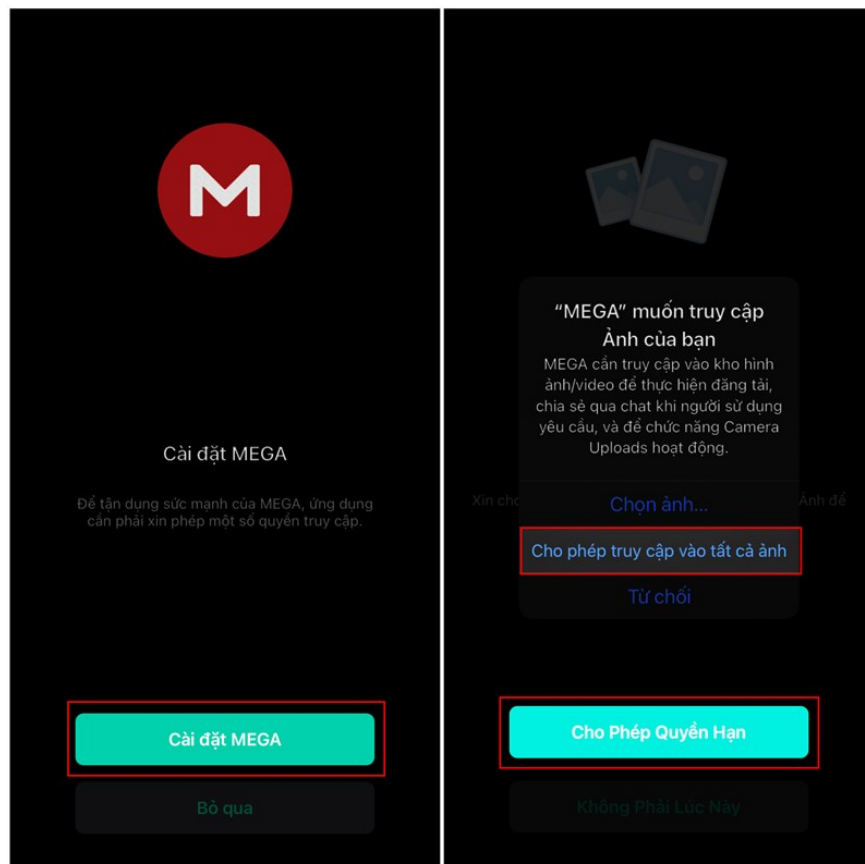 M
Cài đặt MEGA
Để tận dụng sức mạnh của MEGA, ứng dụng
cần phải xin phép một số quyền truy cập.
Cài đặt MEGA
Bỏ qua
“MEGA” muốn truy cập
Ảnh của bạn
MEGA cần truy cập vào kho hình
ảnh/video để thực hiện đăng tải,
chia sẻ qua chat khi người sử dụng
yêu cầu, và để chức năng Camera
Uploads hoạt động.
Xin
Ảnh để
Chọn ảnh...
Cho phép truy cập vào tất cả ảnh
Từ chối
Cho Phép Quyền Hạn
Không Phải Lúc Này